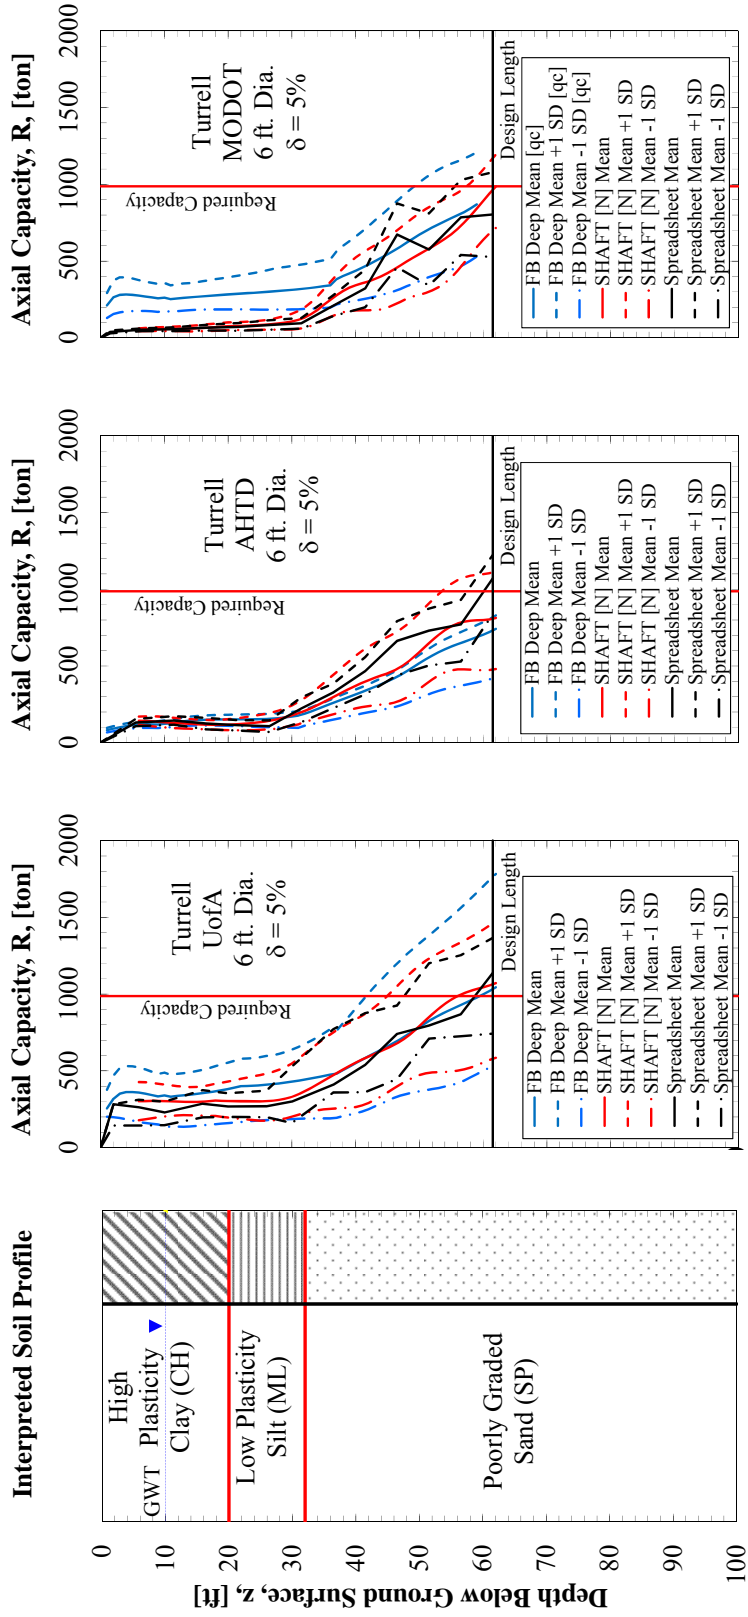 Interpreted Soil Profile
Depth Below Ground Surface, z, [ft]
0
10
20
30
40
50
60
70
80
90
100
High
GWT Plasticity
Clay (CH)
Low Plasticity
Silt (ML)
Poorly Graded
Sand (SP)
Axial Capacity, R, [ton]
0
500
1000
1500
2000
Turrell
UofA
6 ft. Dia.
δ = 5%
Required Capacity
Design Length
FB Deep Mean
FB Deep Mean +1 SD
FB Deep Mean -1 SD
SHAFT [N] Mean
SHAFT [N] Mean +1 SD
SHAFT [N] Mean -1 SD
Spreadsheet Mean
Spreadsheet Mean +1 SD
Spreadsheet Mean -1 SD
Axial Capacity, R, [ton]
0
500
1000
1500
2000
Turrell
AHTD
6 ft. Dia.
δ = 5%
Required Capacity
Design Length
FB Deep Mean
FB Deep Mean +1 SD
FB Deep Mean -1 SD
SHAFT [N] Mean
SHAFT [N] Mean +1 SD
SHAFT [N] Mean -1 SD
Spreadsheet Mean
Spreadsheet Mean +1 SD
Spreadsheet Mean -1 SD
Axial Capacity, R, [ton]
0
500
1000
1500
2000
Turrell
MODOT
6 ft. Dia.
δ = 5%
Required Capacity
Design Length
FB Deep Mean [qc]
FB Deep Mean +1 SD [qc]
FB Deep Mean -1 SD [qc]
SHAFT [N] Mean
SHAFT [N] Mean +1 SD
SHAFT [N] Mean -1 SD
Spreadsheet Mean
Spreadsheet Mean +1 SD
Spreadsheet Mean -1 SD